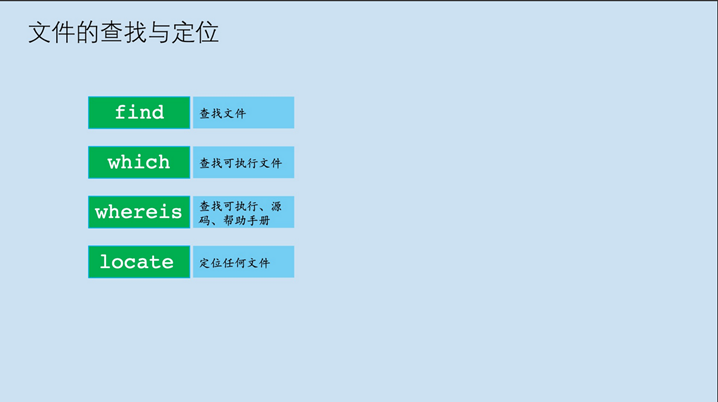 文件的查找与定位
find
查找文件
which
查找可执行文件
whereis
查找可执行、源
码、帮助手册
locate
定位任何文件